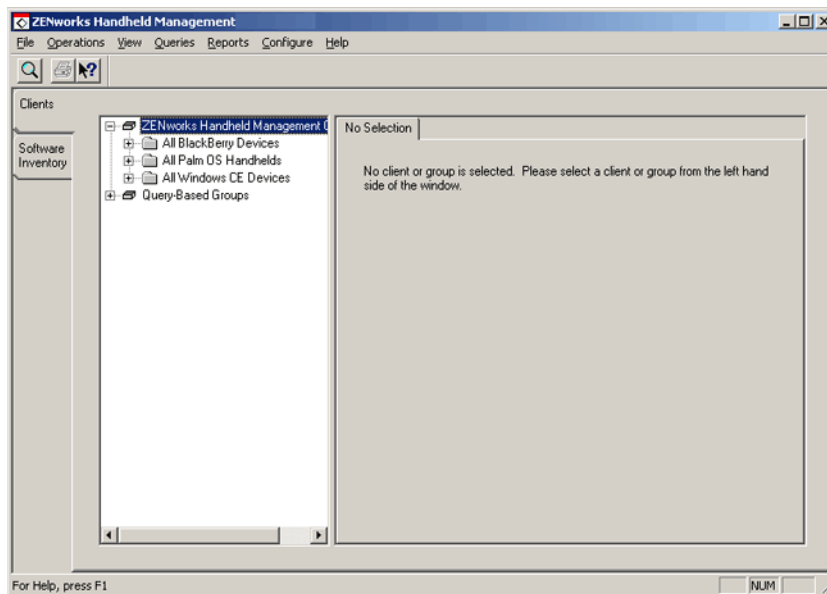 ZENworks Handheld Management
File Operations View Queries Reports Configure Help
Clients
Software
Inventory
ZENworks Handheld Management
All BlackBerry Devices
All Palm OS Handhelds
All Windows CE Devices
Query-Based Groups
No Selection
No client or group is selected. Please select a client or group from the left hand
side of the window.
For Help, press F1
NUM